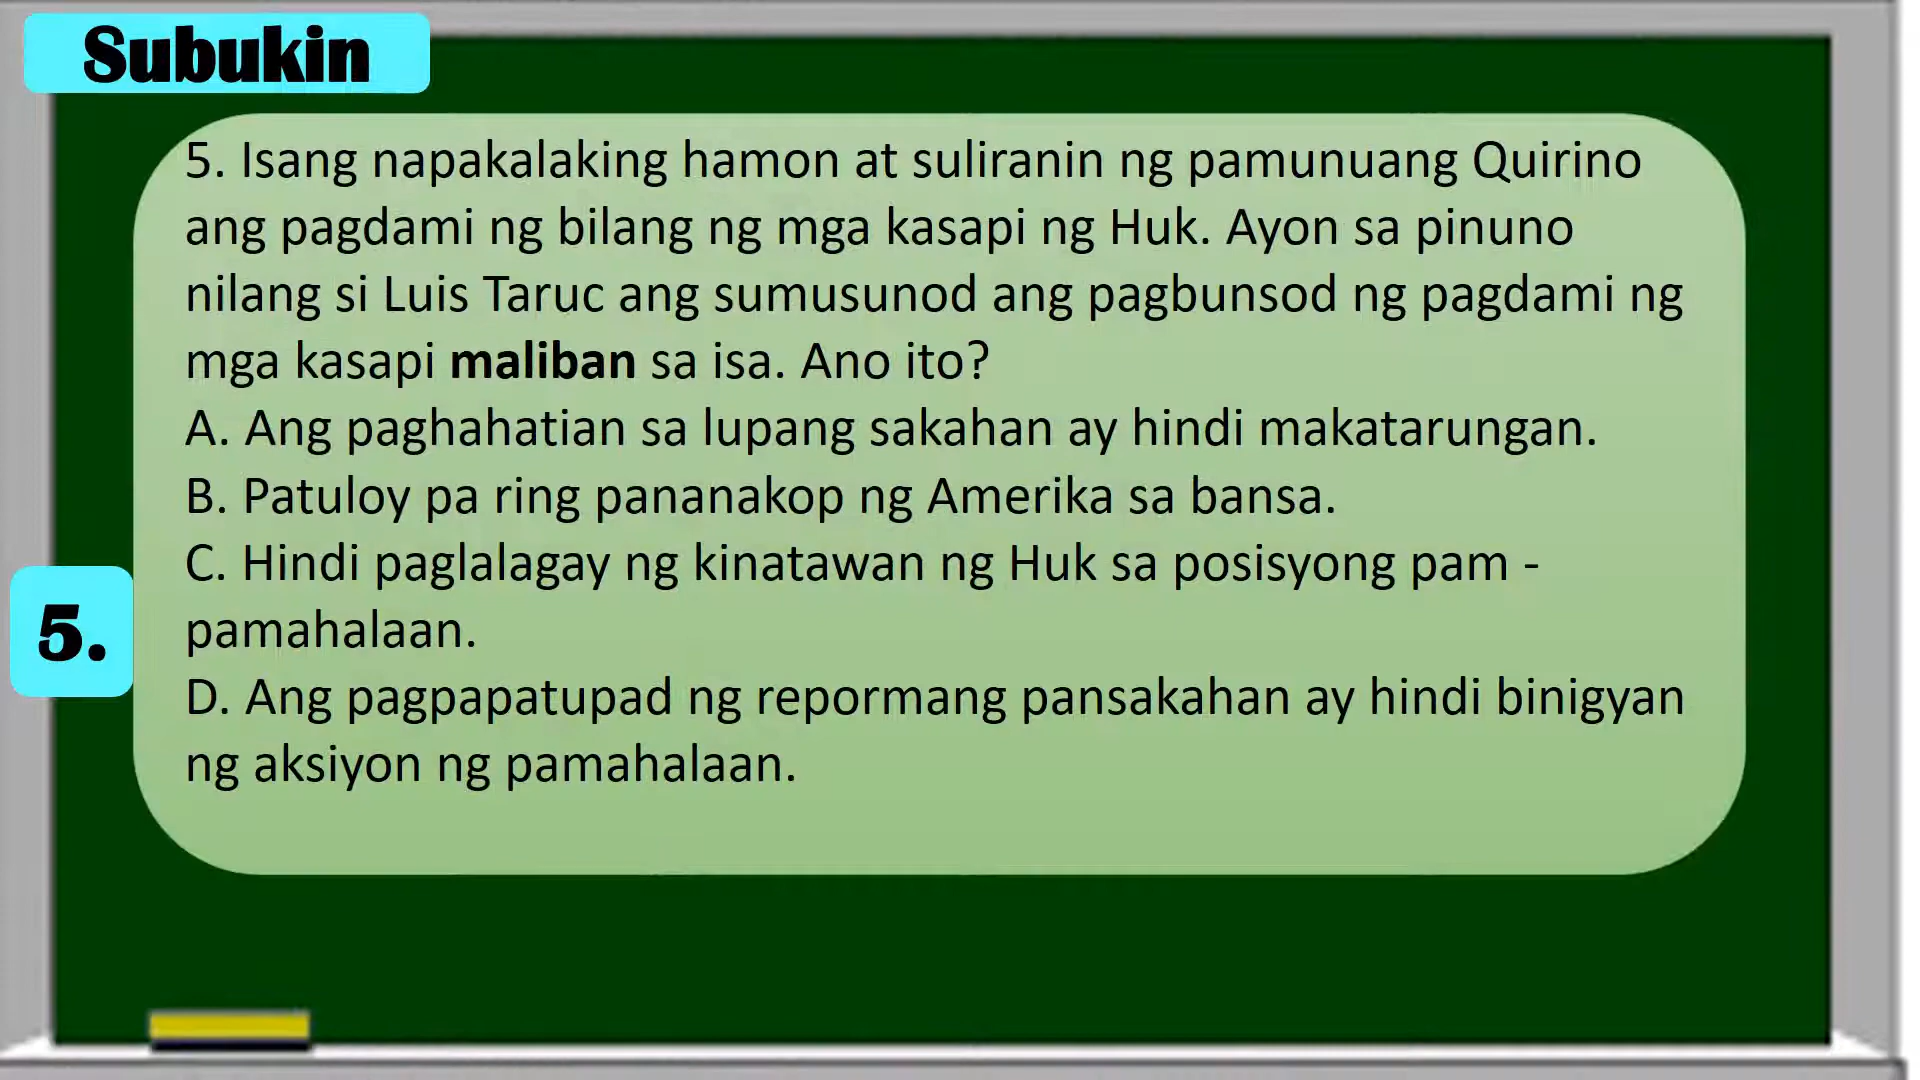 Subukin
5. Isang napakalaking hamon at suliranin ng pamunuang Quirino
ang pagdami ng bilang ng mga kasapi ng Huk. Ayon sa pinuno
nilang si Luis Taruc ang sumusunod ang pagbunsod ng pagdami ng
mga kasapi maliban sa isa. Ano ito?
A. Ang paghahatian sa lupang sakahan ay hindi makatarungan.
B. Patuloy pa ring pananakop ng Amerika sa bansa.
C. Hindi paglalagay ng kinatawan ng Huk sa posisyong pam -
pamahalaan.
5.
D. Ang pagpapatupad ng repormang pansakahan ay hindi binigyan
ng aksiyon ng pamahalaan.